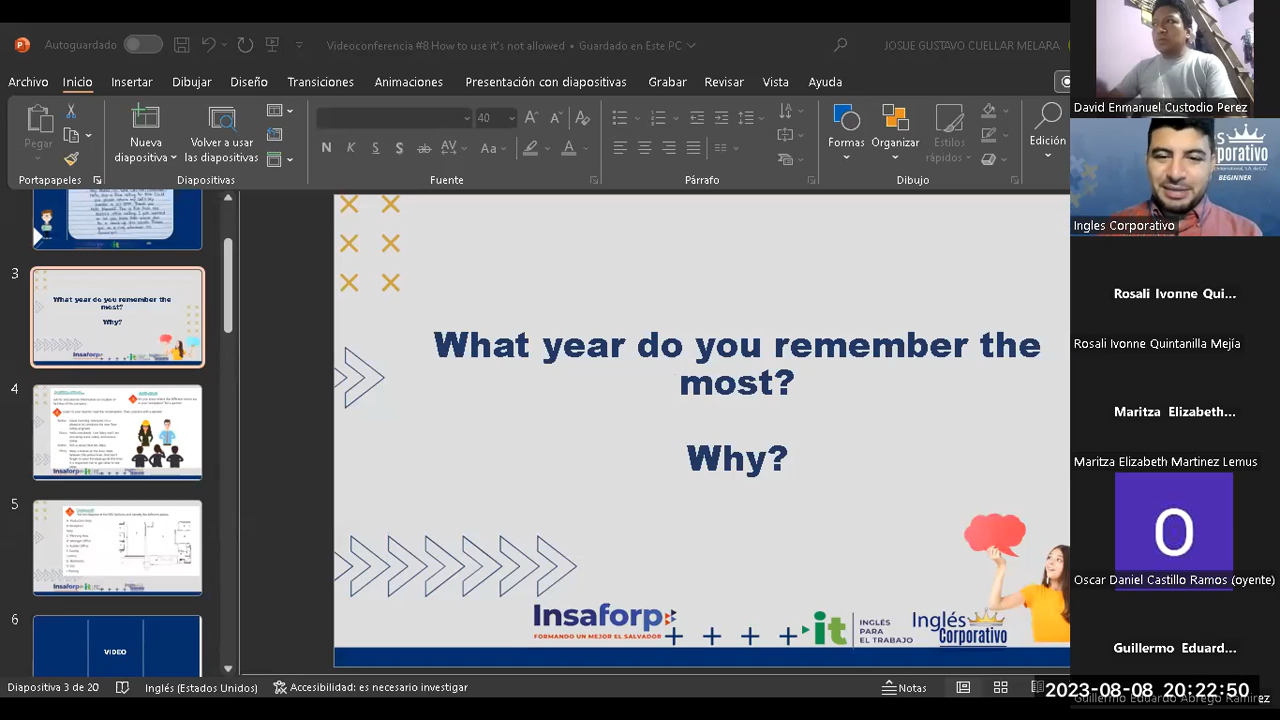 Autoguardado
Videoconferencia #8 How to use it's not allowed • Guardado en Este PC
JOSUE GUSTAVO CUELLAR MELARA
Archivo Inicio Insertar Dibujar Diseño Transiciones Animaciones Presentación con diapositivas Grabar Revisar Vista Ayuda
Pegar
Nueva diapositiva
Volver a usar las diapositivas
40
Formas
Organizar
Estilos rápidos
Edición
Portapapeles
Diapositivas
Fuente
Párrafo
Dibujo
3
What year do you remember the
most?
Why?
Insaforp
4
5
6
VIDEO
What year do you remember the
most?
Why?
Insaforp
FORMANDO UN MEJOR EL SALVADOR
it
INGLÉS
PARA
EL TRABAJO
Inglés
Corporativo
Diapositiva 3 de 20
Inglés (Estados Unidos)
Accesibilidad: es necesario investigar
Notas
David Enmanuel Custodio Perez
BEGINNER
Ingles Corporativo
Rosali Ivonne Qui...
Rosali Ivonne Quintanilla Mejía
Maritza Elizabeth...
Maritza Elizabeth Martinez Lemus
O
Oscar Daniel Castillo Ramos (oyente)
Guillermo Eduard...
Guillermo Eduardo Abrego Ramirez
2023-08-08 20:22:50